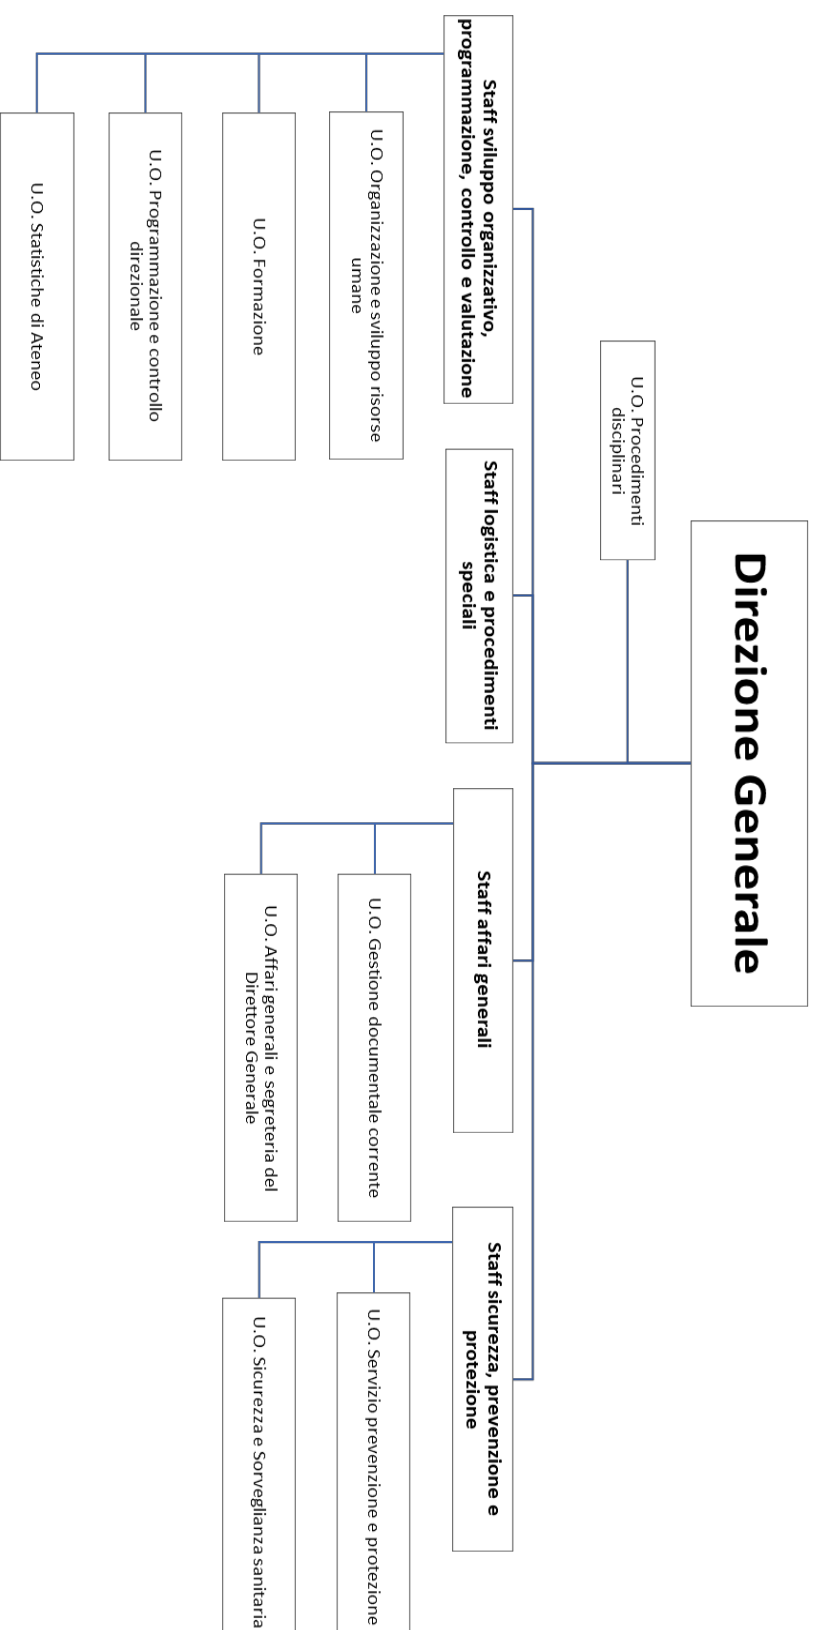 Direzione Generale
U.O. Procedimenti
disciplinari
Staff sviluppo organizzativo,
programmazione, controllo e valutazione
U.O. Organizzazione e sviluppo risorse
umane
U.O. Formazione
U.O. Programmazione e controllo
direzionale
U.O. Statistiche di Ateneo
Staff logistica e procedimenti
speciali
Staff affari generali
U.O. Gestione documentale corrente
U.O. Affari generali e segreteria del
Direttore Generale
Staff sicurezza, prevenzione e
protezione
U.O. Servizio prevenzione e protezione
U.O. Sicurezza e Sorveglianza sanitaria